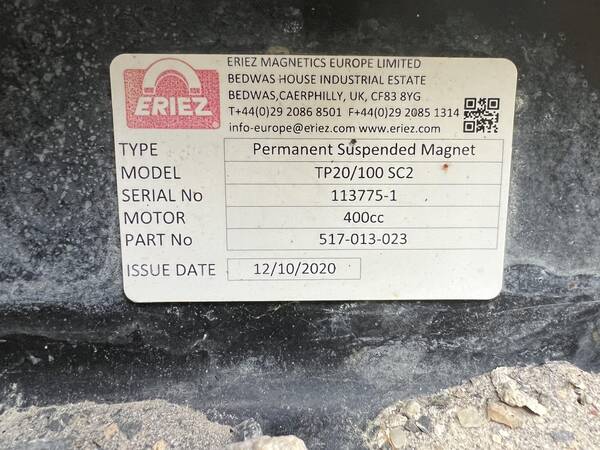 ERIEZ
ERIEZ MAGNETICS EUROPE LIMITED
BEDWAS HOUSE INDUSTRIAL ESTATE
BEDWAS,CAERPHILLY, UK, CF83 8YG
T+44(0)29 2086 8501 F+44(0)29 2085 1314
info-europe@eriez.com www.eriez.com
TYPE Permanent Suspended Magnet
MODEL TP20/100 SC2
SERIAL No 113775-1
MOTOR 400cc
PART No 517-013-023
ISSUE DATE 12/10/2020